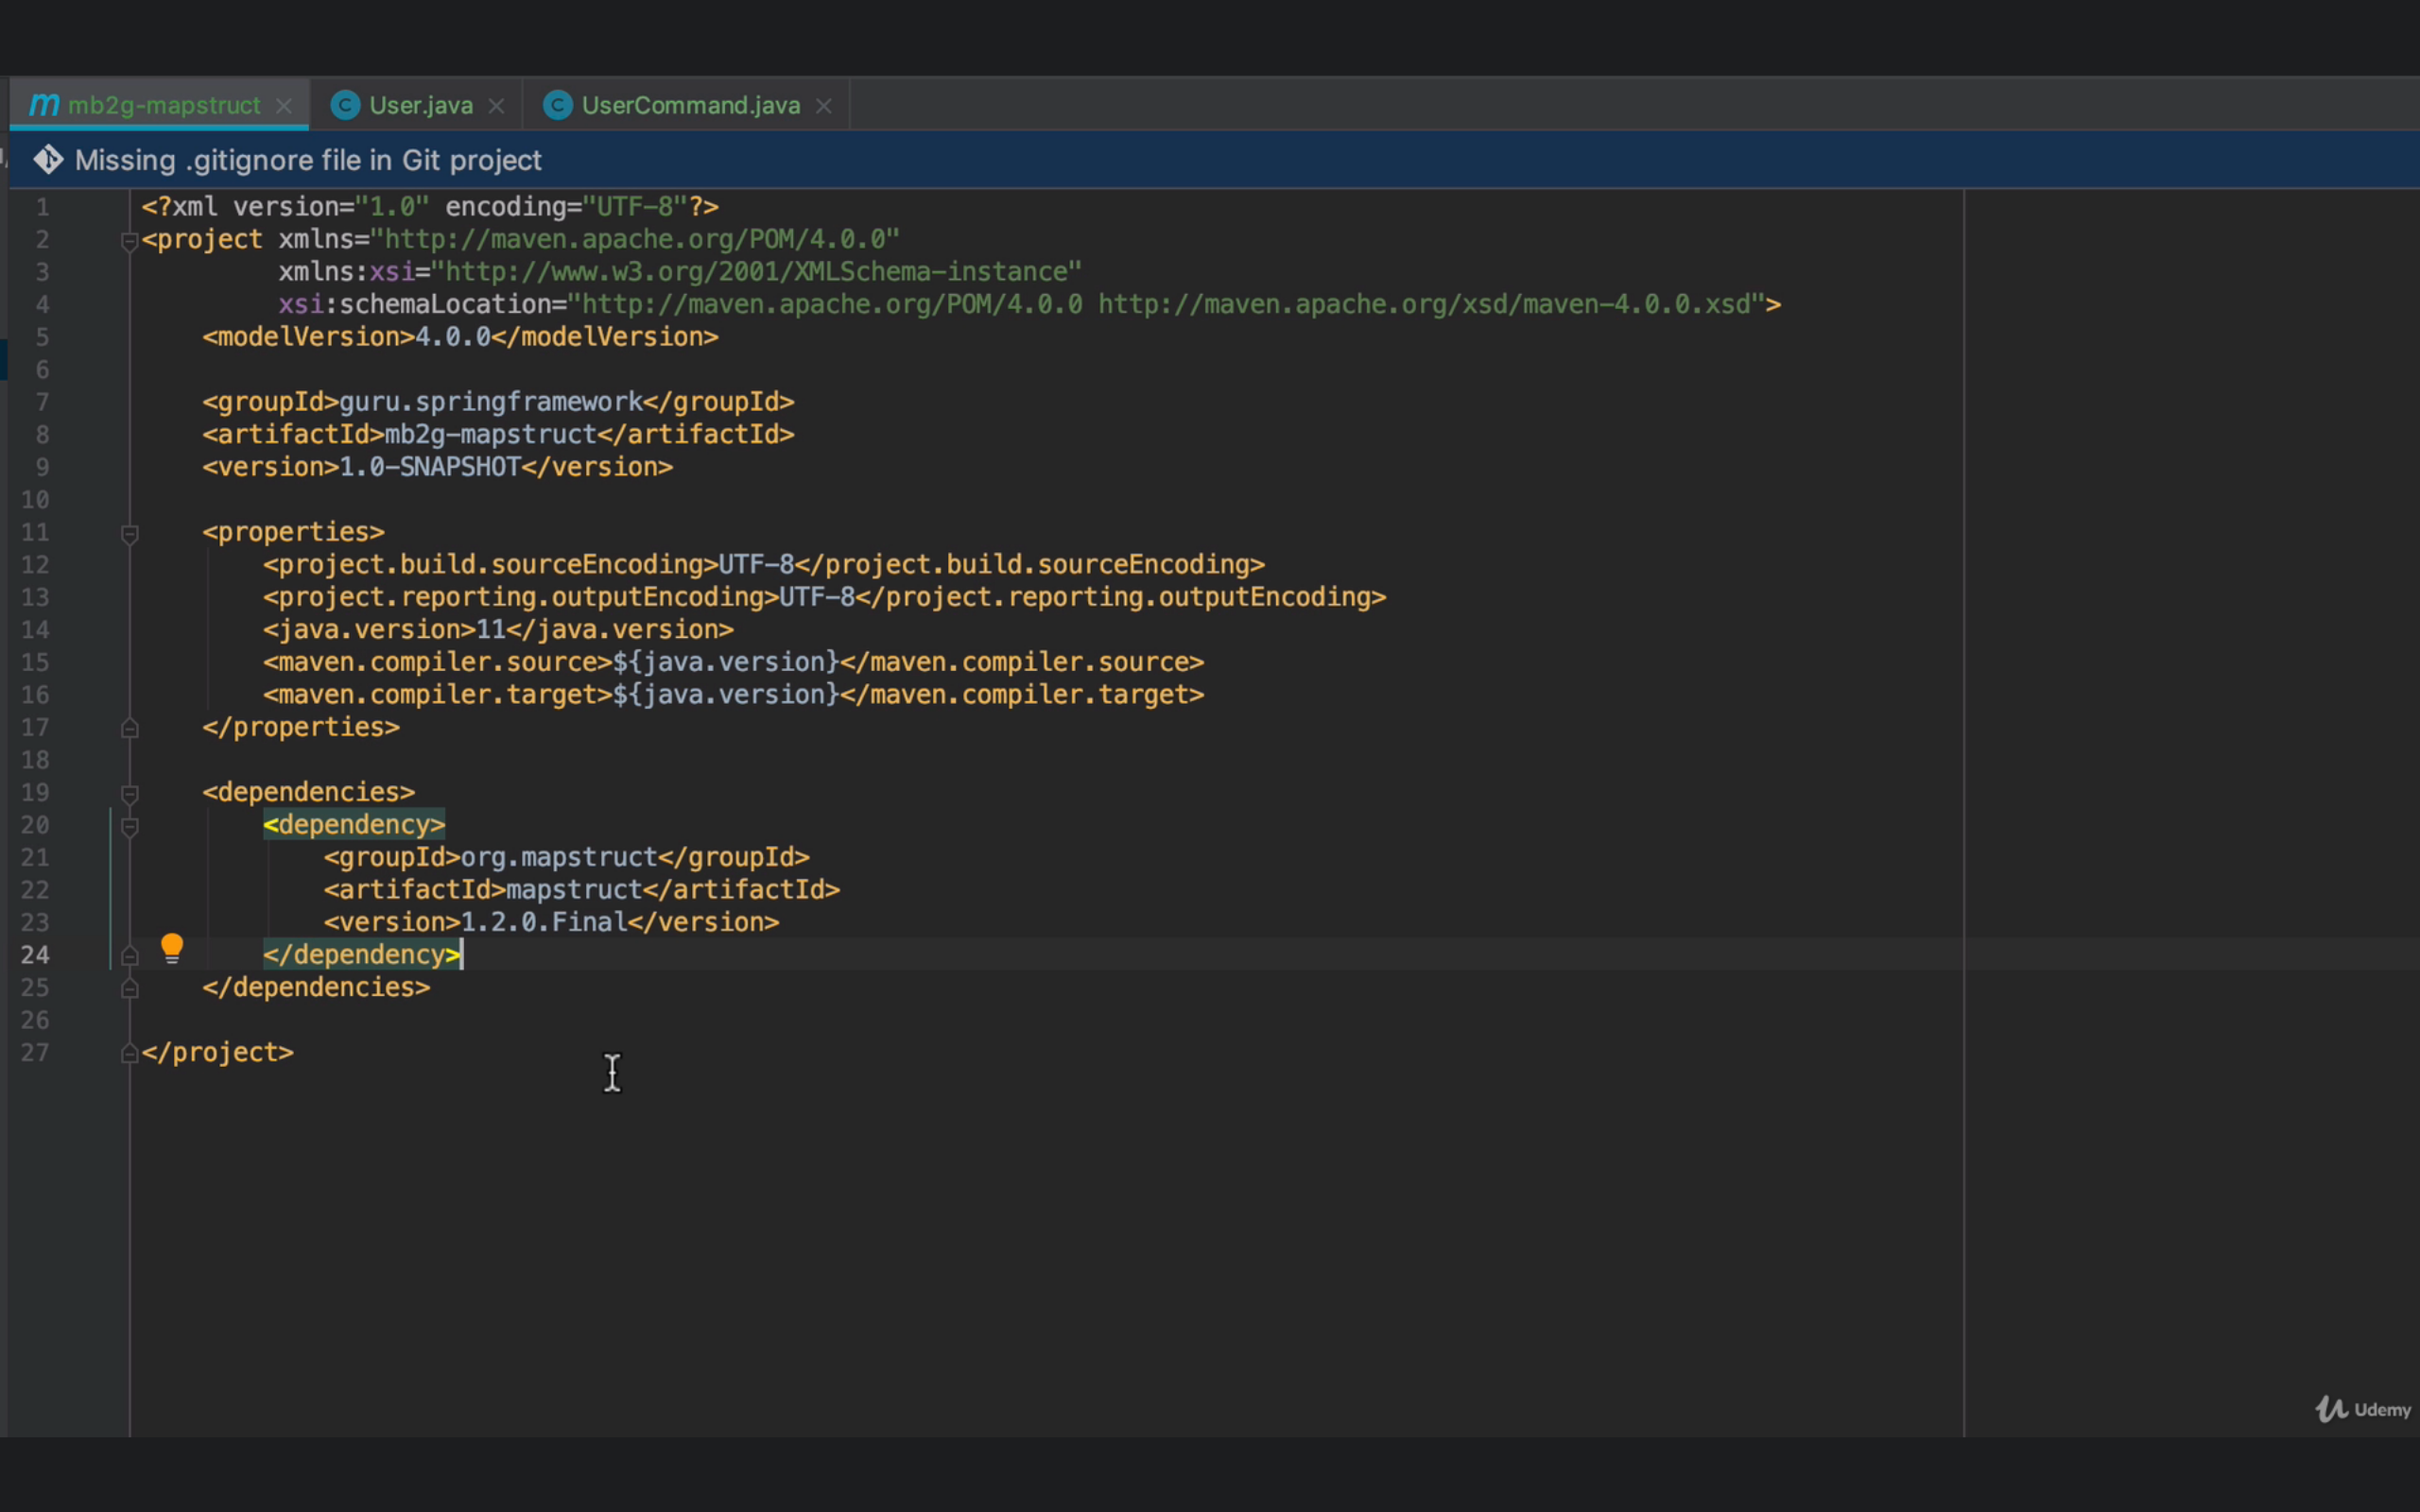 mb2g-mapstruct
User.java
UserCommand.java
Missing .gitignore file in Git project
1 <?xml version="1.0" encoding="UTF-8"?>
2 <project xmlns="http://maven.apache.org/POM/4.0.0"
3 xmlns:xsi="http://www.w3.org/2001/XMLSchema-instance"
4 xsi:schemaLocation="http://maven.apache.org/POM/4.0.0 http://maven.apache.org/xsd/maven-4.0.0.xsd">
5 <modelVersion>4.0.0</modelVersion>
6
7 <groupId>guru.springframework</groupId>
8 <artifactId>mb2g-mapstruct</artifactId>
9 <version>1.0-SNAPSHOT</version>
10
11 <properties>
12 <project.build.sourceEncoding>UTF-8</project.build.sourceEncoding>
13 <project.reporting.outputEncoding>UTF-8</project.reporting.outputEncoding>
14 <java.version>11</java.version>
15 <maven.compiler.source>${java.version}</maven.compiler.source>
16 <maven.compiler.target>${java.version}</maven.compiler.target>
17 </properties>
18
19 <dependencies>
20 <dependency>
21 <groupId>org.mapstruct</groupId>
22 <artifactId>mapstruct</artifactId>
23 <version>1.2.0.Final</version>
24 </dependency>
25 </dependencies>
26
27 </project>
Udemy